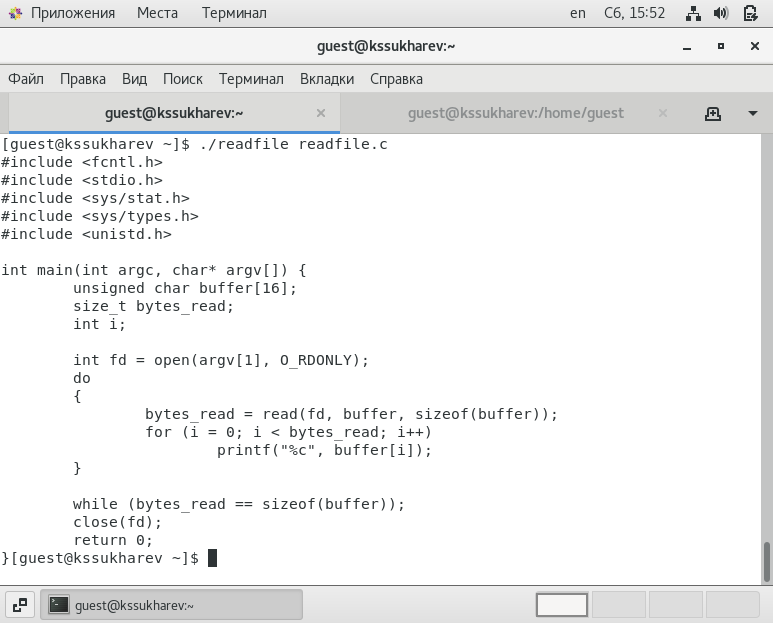 Приложения Места Терминал en Сб, 15:52
guest@kssukharev:~
Файл Правка Вид Поиск Терминал Вкладки Справка
guest@kssukharev:~ × guest@kssukharev:/home/guest ×
[guest@kssukharev ~]$ ./readfile readfile.c
#include <fcntl.h>
#include <stdio.h>
#include <sys/stat.h>
#include <sys/types.h>
#include <unistd.h>

int main(int argc, char* argv[]) {
        unsigned char buffer[16];
        size_t bytes_read;
        int i;

        int fd = open(argv[1], O_RDONLY);
        do
        {
                bytes_read = read(fd, buffer, sizeof(buffer));
                for (i = 0; i < bytes_read; i++)
                        printf("%c", buffer[i]);
        }

        while (bytes_read == sizeof(buffer));
        close(fd);
        return 0;
}[guest@kssukharev ~]$
guest@kssukharev:~